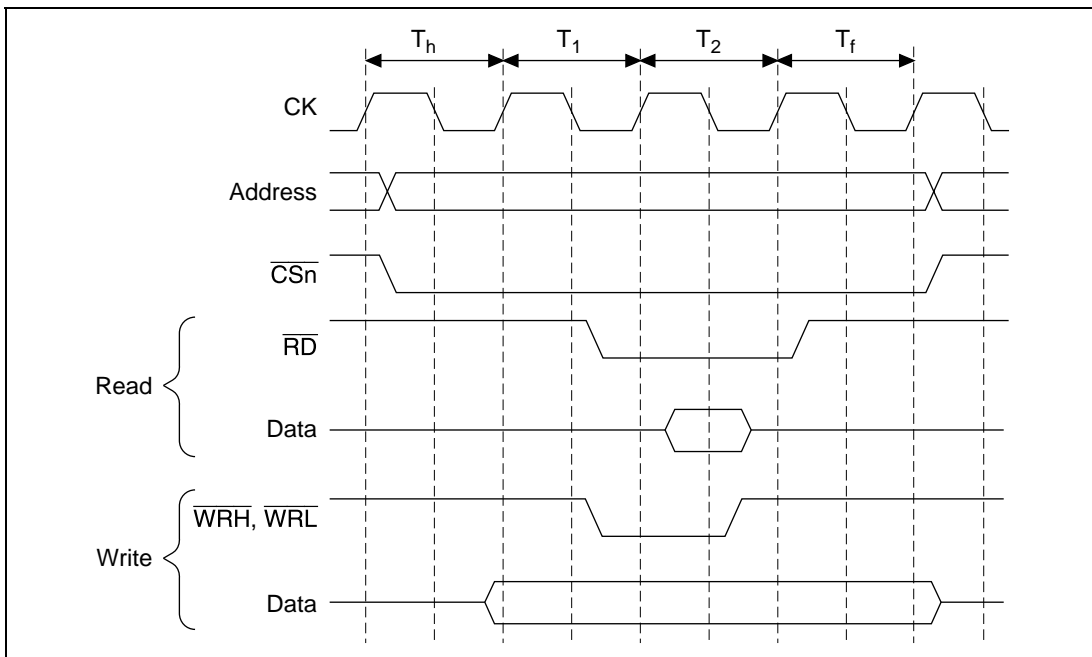 Th T1 T2 Tf
CK
Address
CSn
RD
Read
Data
WRH, WRL
Write
Data